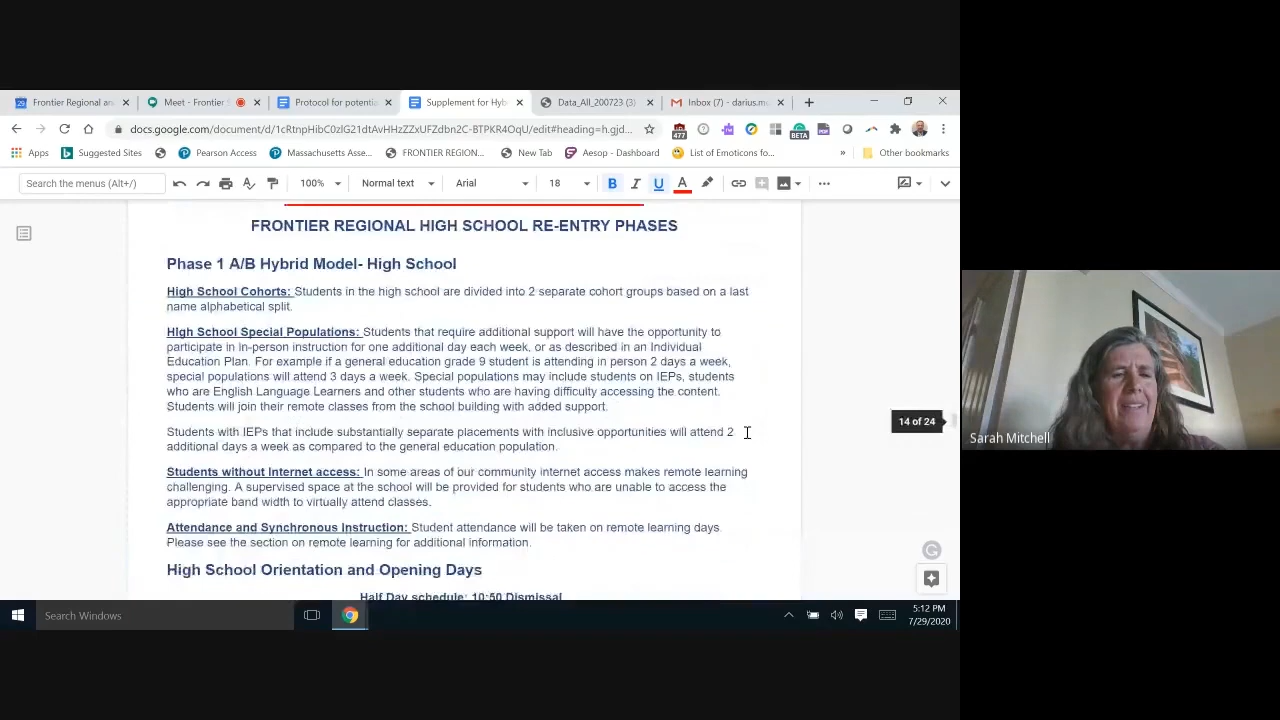 Frontier Regional an
Meet - Frontier
Protocol for potenti
Supplement for Hyb
Data_All_200723 (3)
Inbox (7) - darius.m
docs.google.com/document/d/1cRtnpHibC0zIG21dtAvHHzZZxUFZdbn2C-BTPKR4OqU/edit#heading=h.gjd...
477
BETA
Apps
Suggested Sites
Pearson Access
Massachusetts Asse...
FRONTIER REGION...
New Tab
Aesop - Dashboard
List of Emoticons fo...
»
Other bookmarks
Search the menus (Alt+/)
100%
Normal text
Arial
18
B I U A
FRONTIER REGIONAL HIGH SCHOOL RE-ENTRY PHASES
Phase 1 A/B Hybrid Model- High School
High School Cohorts: Students in the high school are divided into 2 separate cohort groups based on a last
name alphabetical split.
High School Special Populations: Students that require additional support will have the opportunity to
participate in in-person instruction for one additional day each week, or as described in an Individual
Education Plan. For example if a general education grade 9 student is attending in person 2 days a week,
special populations will attend 3 days a week. Special populations may include students on IEPs, students
who are English Language Learners and other students who are having difficulty accessing the content.
Students will join their remote classes from the school building with added support.
Students with IEPs that include substantially separate placements with inclusive opportunities will attend 2
additional days a week as compared to the general education population.
Students without Internet access: In some areas of our community internet access makes remote learning
challenging. A supervised space at the school will be provided for students who are unable to access the
appropriate band width to virtually attend classes.
Attendance and Synchronous Instruction: Student attendance will be taken on remote learning days.
Please see the section on remote learning for additional information.
High School Orientation and Opening Days
Half Day schedule: 10:50 Dismissal
14 of 24
Sarah Mitchell
Search Windows
5:12 PM
7/29/2020